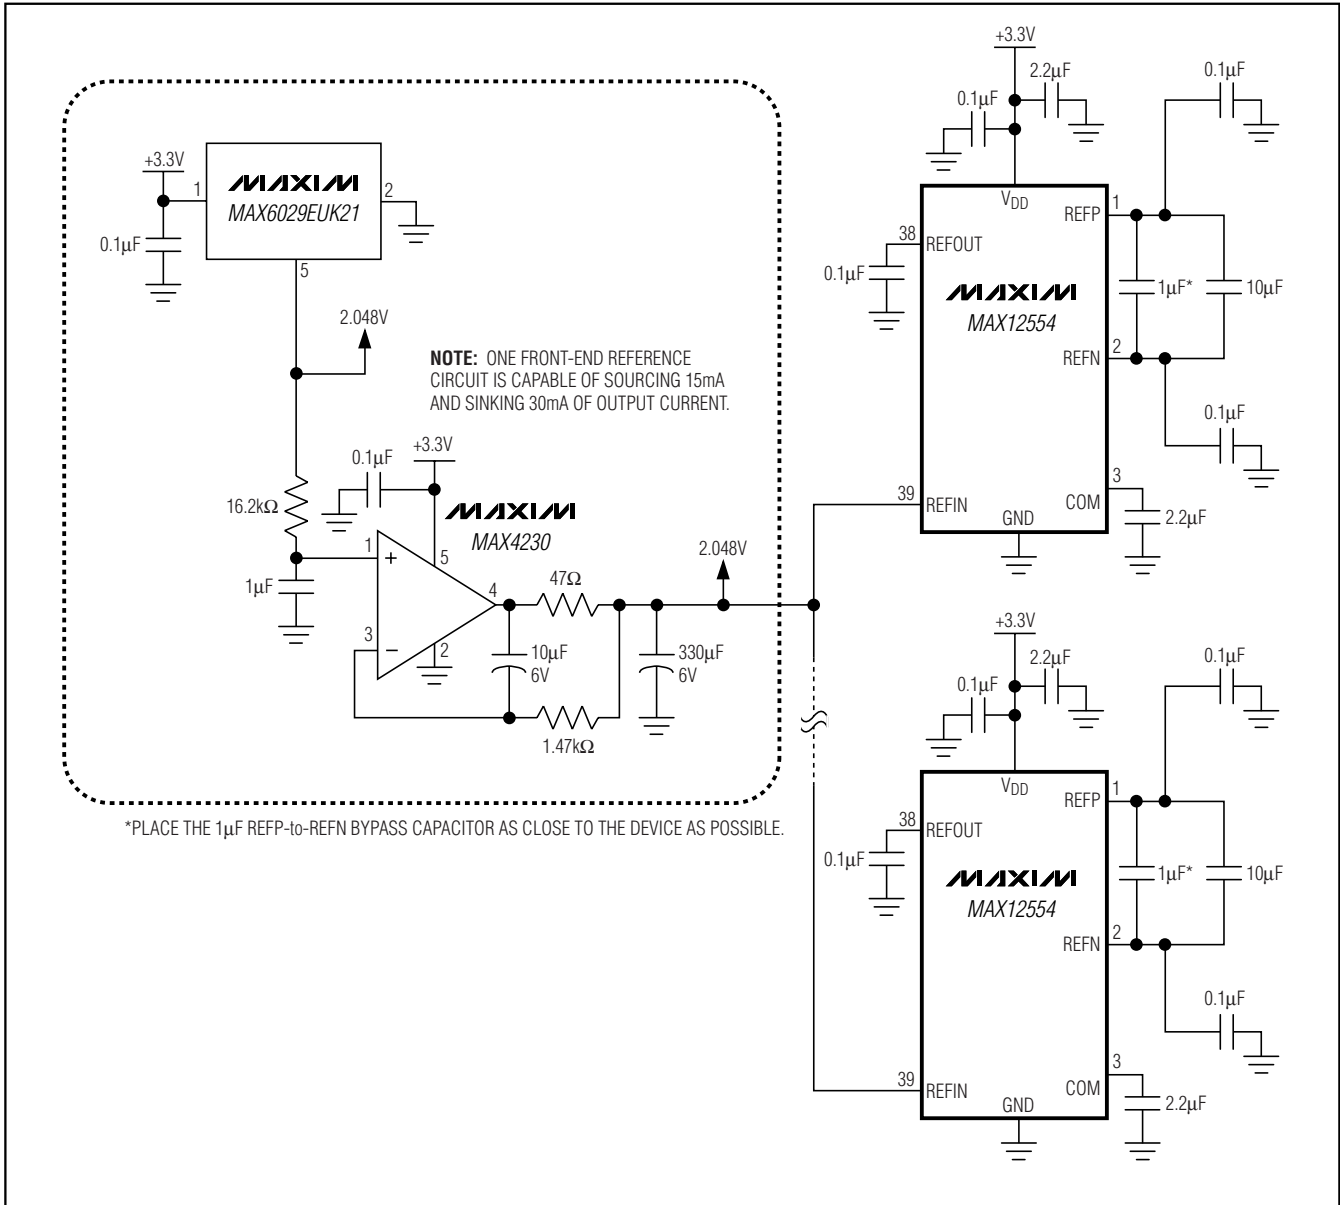 +3.3V
1
MAXIM
MAX6029EUK21
2
0.1µF
5
2.048V
NOTE: ONE FRONT-END REFERENCE
CIRCUIT IS CAPABLE OF SOURCING 15mA
AND SINKING 30mA OF OUTPUT CURRENT.
16.2kΩ
1µF
0.1µF
+3.3V
MAXIM
MAX4230
1
+
5
3
−
2
4
47Ω
10µF
6V
1.47kΩ
330µF
6V
2.048V
*PLACE THE 1µF REFP-to-REFN BYPASS CAPACITOR AS CLOSE TO THE DEVICE AS POSSIBLE.
+3.3V
2.2µF
0.1µF
0.1µF
VDD
REFP
1
38
REFOUT
0.1µF
MAXIM
MAX12554
1µF*
10µF
REFN
2
0.1µF
39
REFIN
GND
COM
3
2.2µF
+3.3V
2.2µF
0.1µF
0.1µF
VDD
REFP
1
38
REFOUT
0.1µF
MAXIM
MAX12554
1µF*
10µF
REFN
2
0.1µF
39
REFIN
GND
COM
3
2.2µF